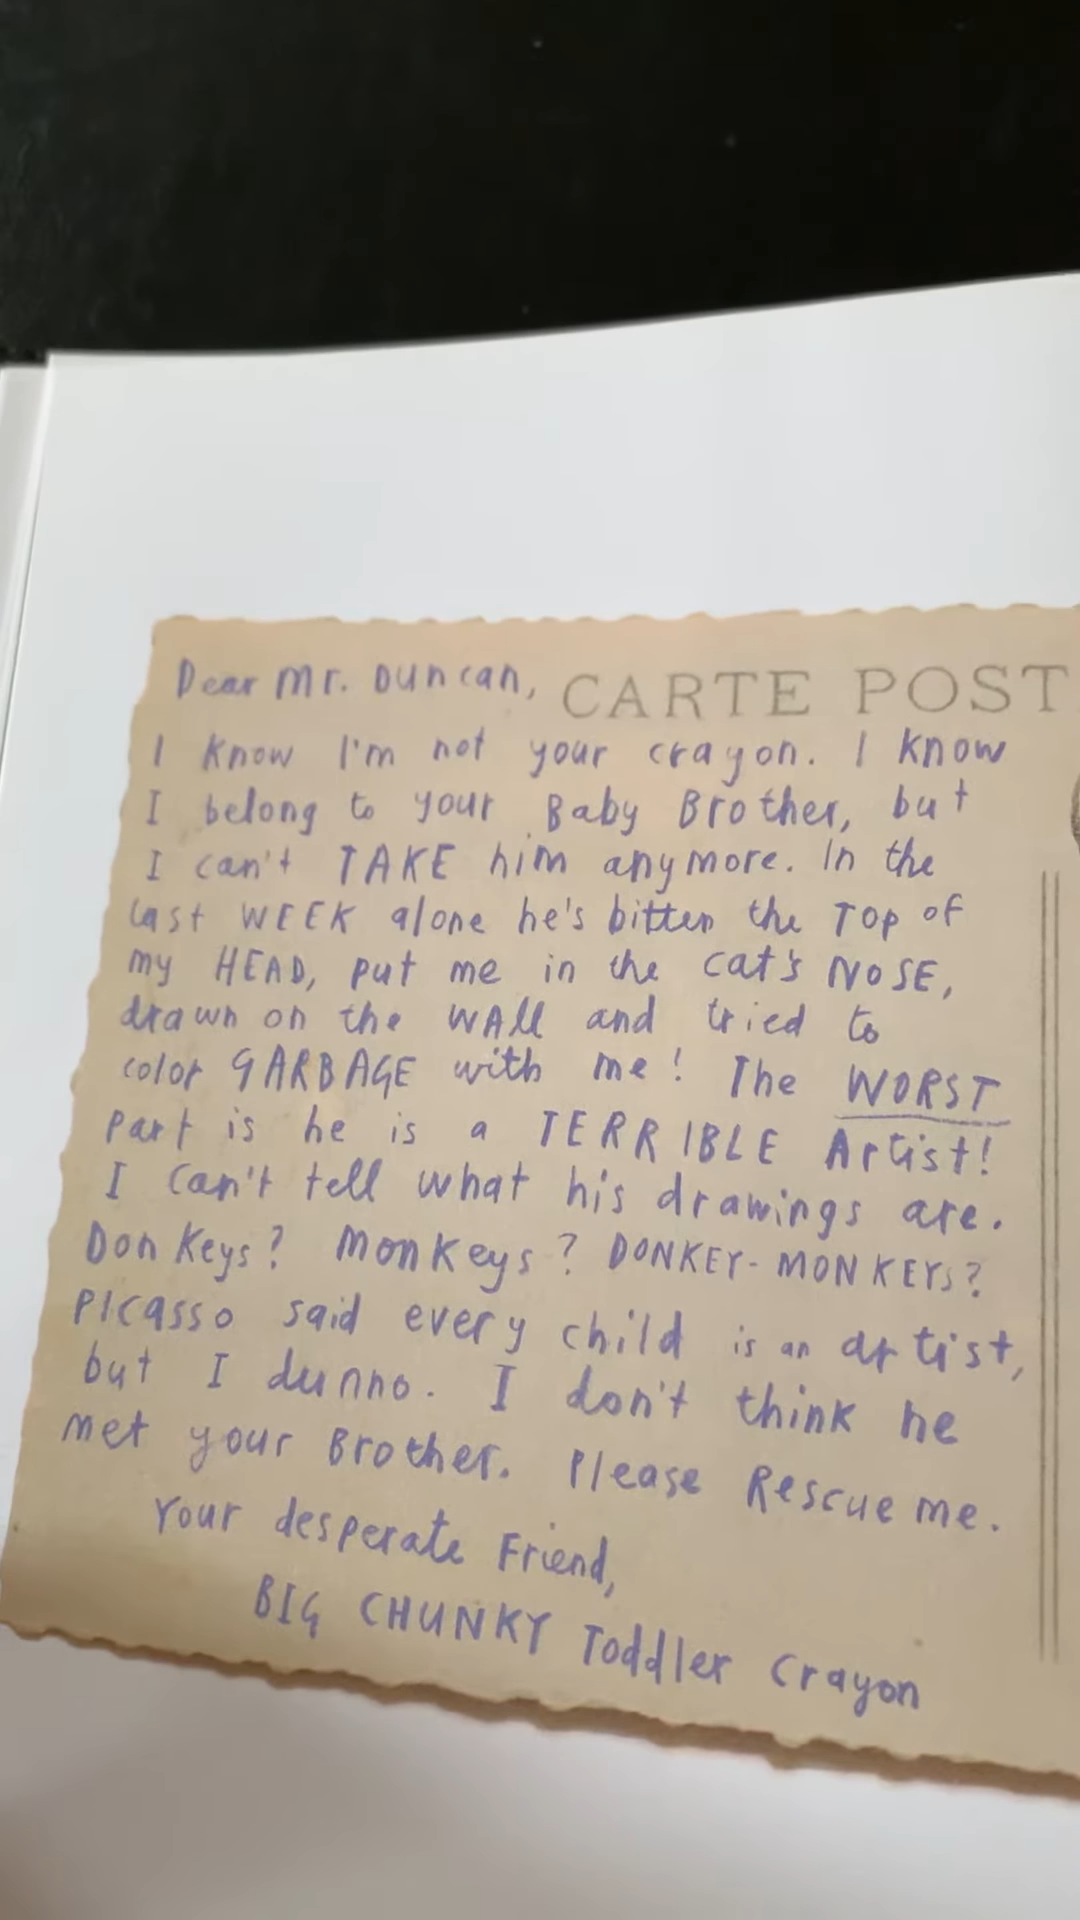 Dear Mr. Duncan,
CARTE POST
I know I'm not your crayon. I know
I belong to your Baby Brother, but
I can't TAKE him anymore. In the
last WEEK alone he's bitten the TOP of
my HEAD, put me in the cat's NOSE,
drawn on the WAll and tried to
color GARBAGE with me! The WORST
part is he is a TERRIBLE Artist!
I can't tell what his drawings are.
Donkeys? Monkeys? DONKEY-MONKEYS?
Picasso said every child is an artist,
but I dunno. I don't think he
met your Brother. Please Rescue me.
Your desperate Friend,
BIG CHUNKY Toddler Crayon